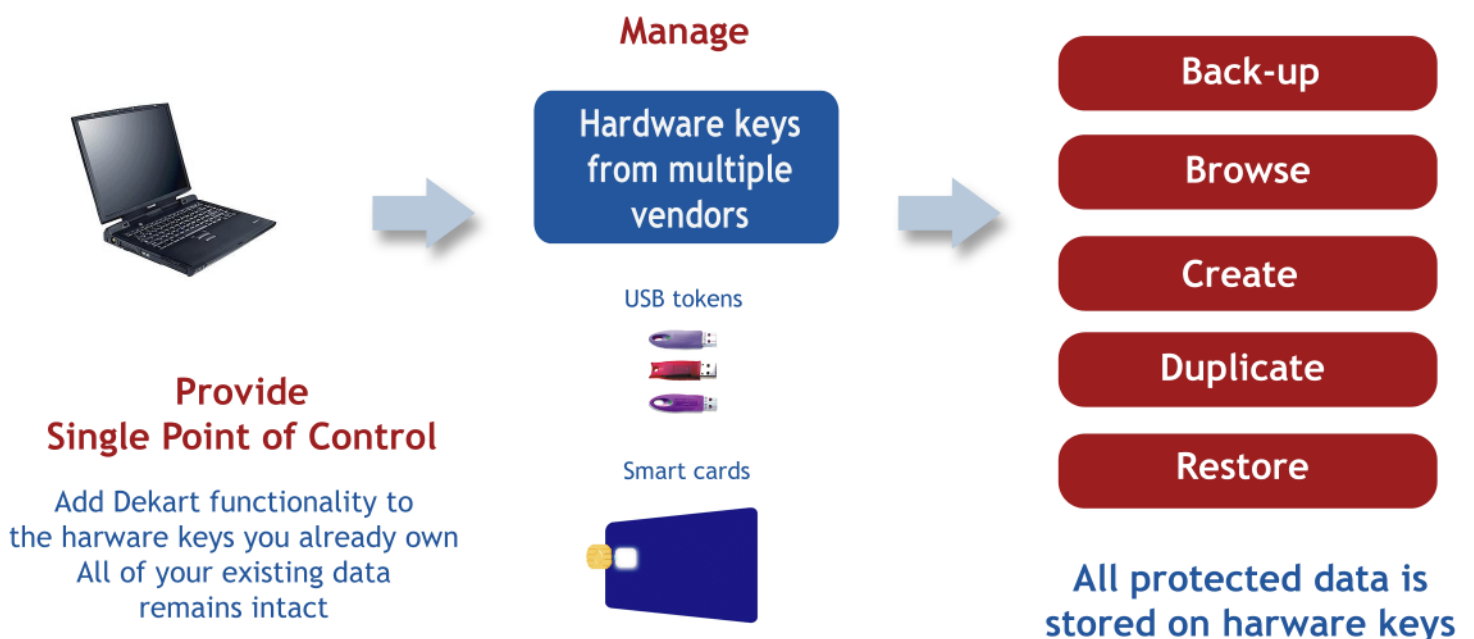 Provide
Single Point of Control
Add Dekart functionality to
the harware keys you already own
All of your existing data
remains intact
Manage
Hardware keys
from multiple
vendors
USB tokens
Smart cards
Back-up
Browse
Create
Duplicate
Restore
All protected data is
stored on harware keys